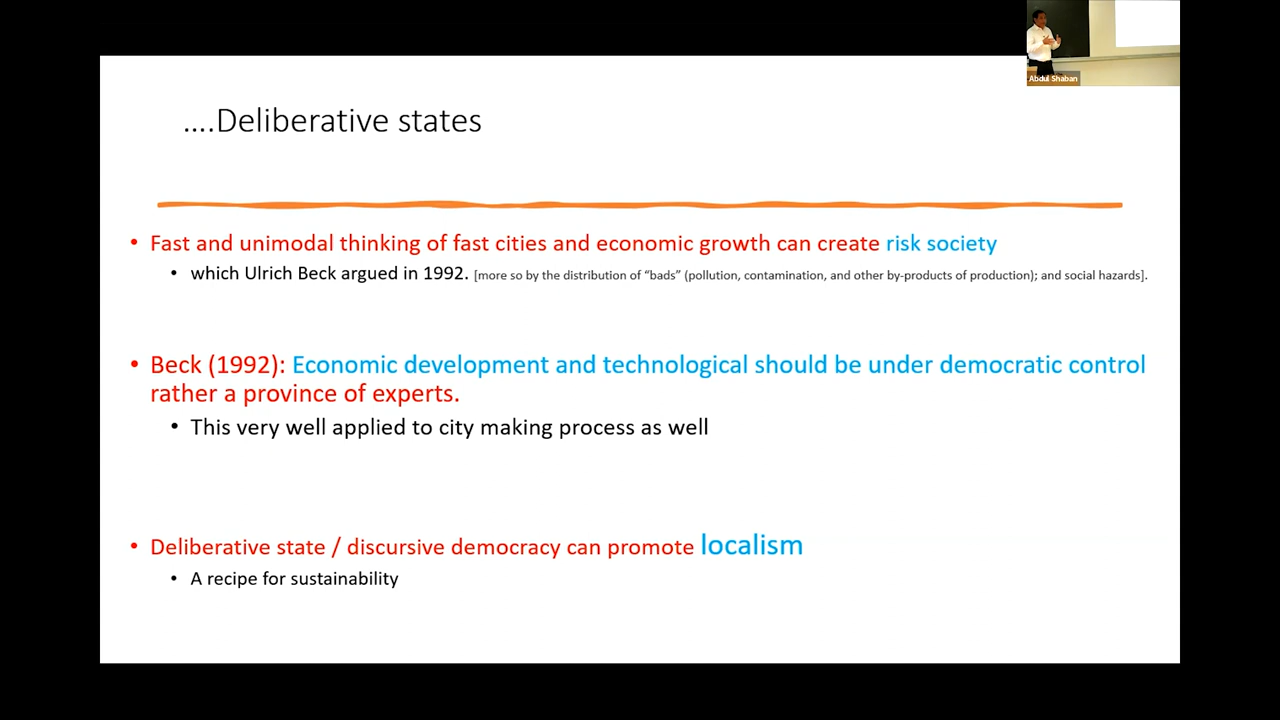 Abdul Shaban
....Deliberative states
• Fast and unimodal thinking of fast cities and economic growth can create risk society
• which Ulrich Beck argued in 1992. [more so by the distribution of “bads” (pollution, contamination, and other by-products of production); and social hazards].
• Beck (1992): Economic development and technological should be under democratic control
rather a province of experts.
• This very well applied to city making process as well
• Deliberative state / discursive democracy can promote localism
• A recipe for sustainability